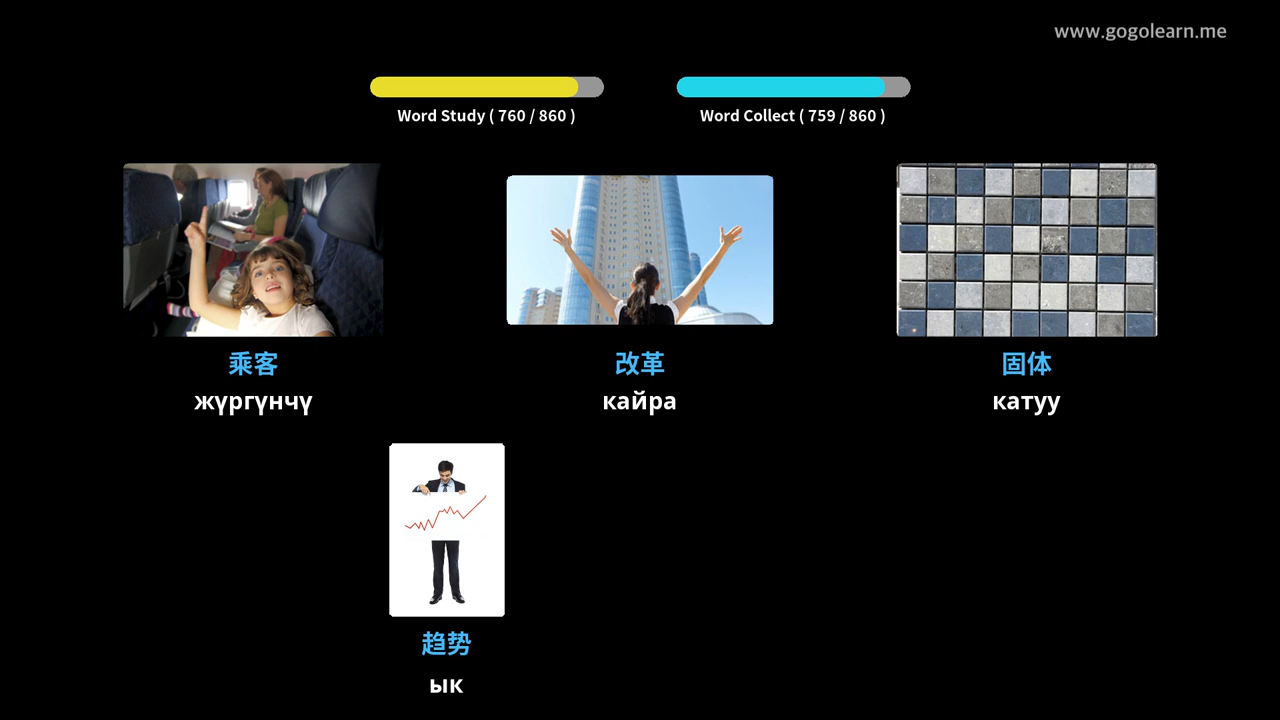 www.gogolearn.me
Word Study ( 760 / 860 )
Word Collect ( 759 / 860 )
乘客
жүргүнчү
改革
кайра
固体
катуу
趋势
ык